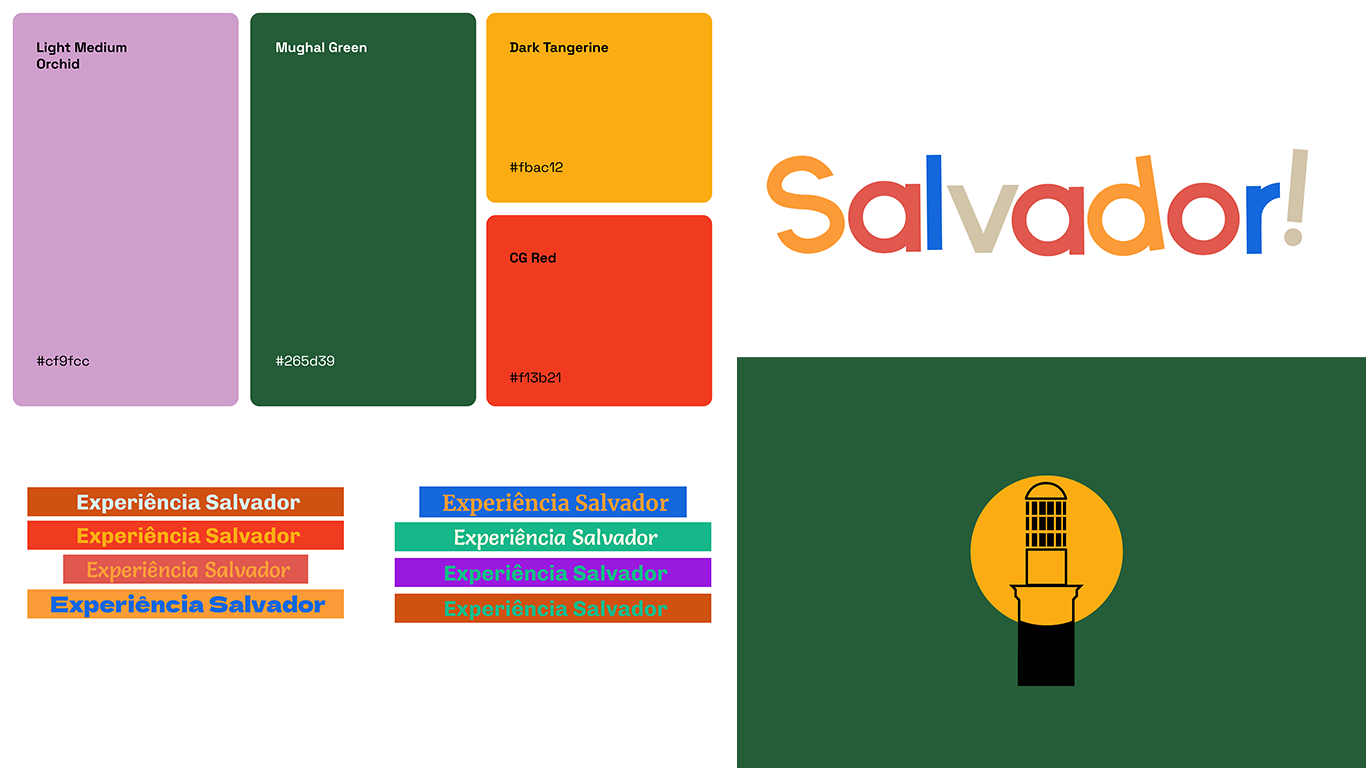 Light Medium
Orchid
#cf9fcc
Mughal Green
#265d39
Dark Tangerine
#fbac12
CG Red
#f13b21
Salvador!
Experiência Salvador
Experiência Salvador
Experiência Salvador
Experiência Salvador
Experiência Salvador
Experiência Salvador
Experiência Salvador
Experiência Salvador